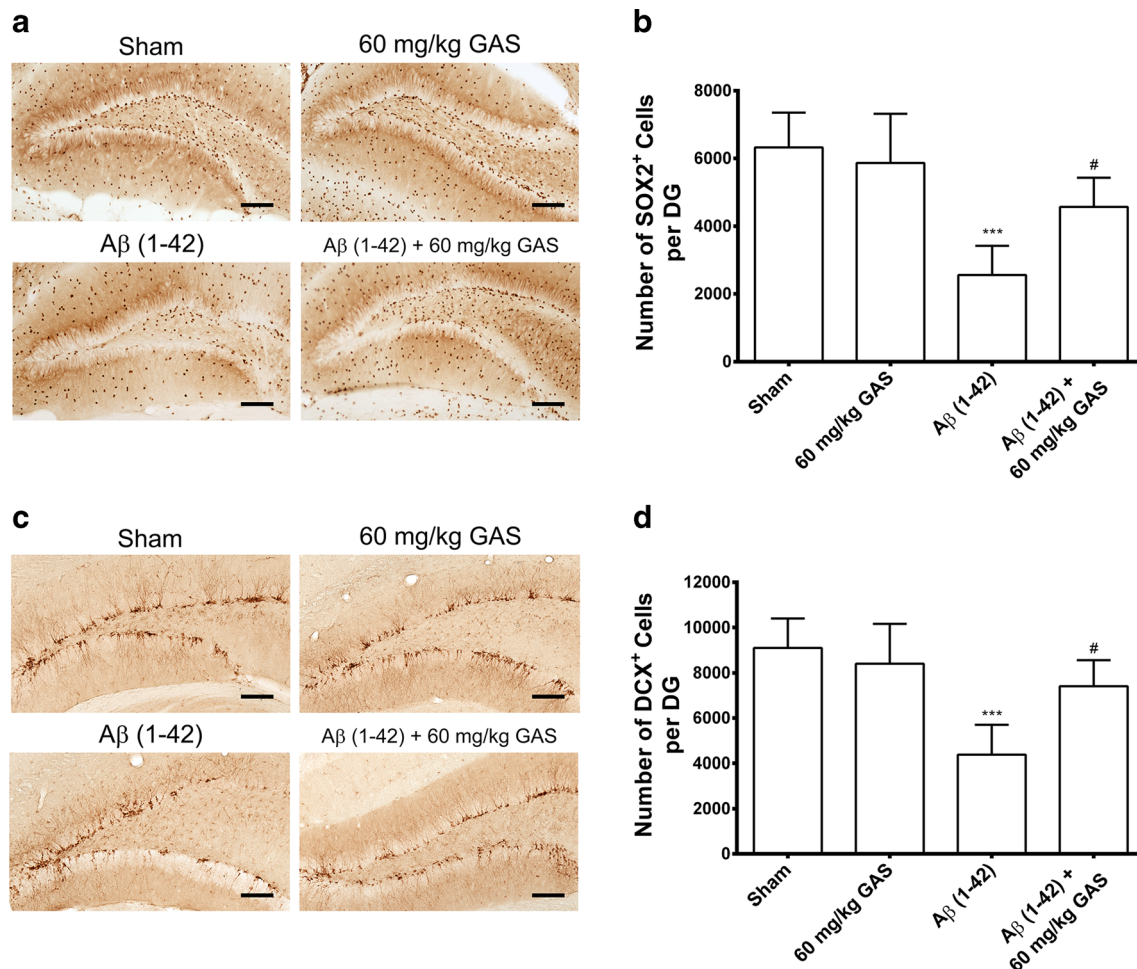 a
Sham
60 mg/kg GAS
Aβ (1-42)
Aβ (1-42) + 60 mg/kg GAS
b
Number of SOX2⁺ Cells
per DG
8000
6000
4000
2000
0
***
#
Sham
60 mg/kg GAS
Aβ (1-42)
Aβ (1-42) +
60 mg/kg GAS
c
Sham
60 mg/kg GAS
Aβ (1-42)
Aβ (1-42) + 60 mg/kg GAS
d
Number of DCX⁺ Cells
per DG
12000
10000
8000
6000
4000
2000
0
***
#
Sham
60 mg/kg GAS
Aβ (1-42)
Aβ (1-42) +
60 mg/kg GAS